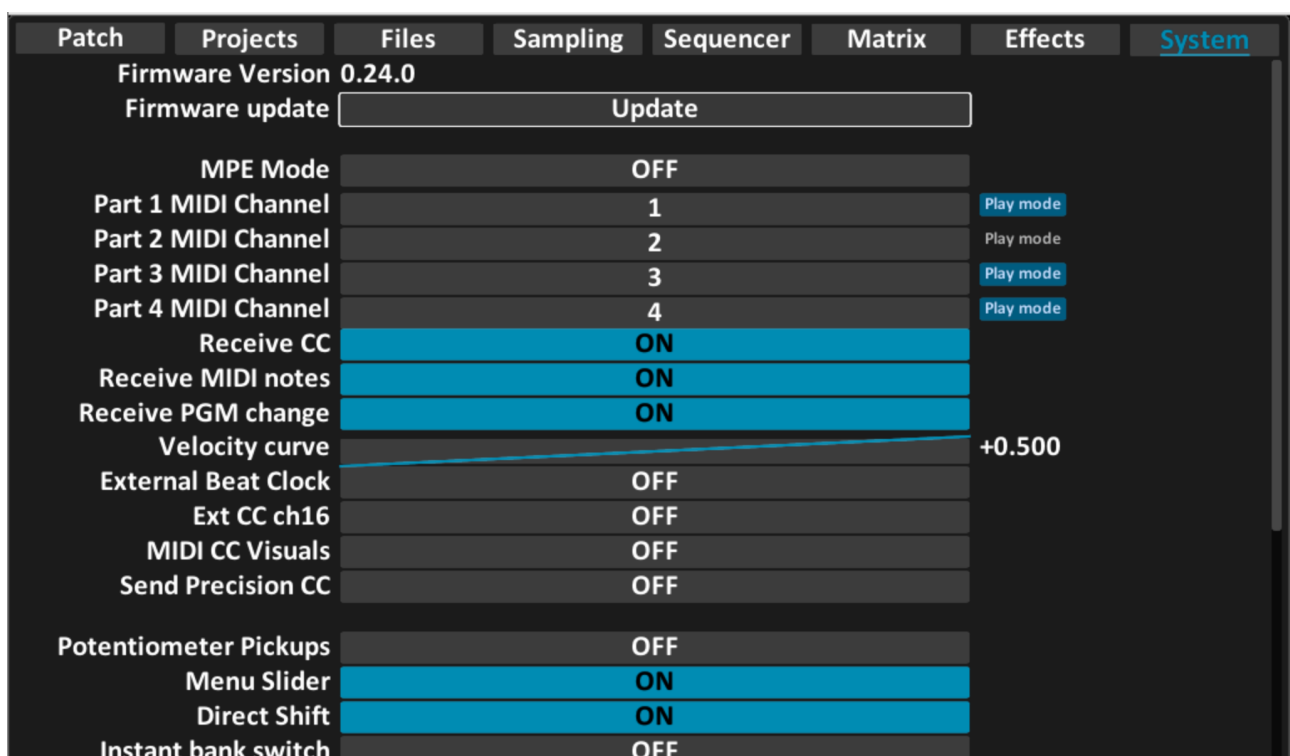 Patch Projects Files Sampling Sequencer Matrix Effects System
Firmware Version 0.24.0
Firmware update Update
MPE Mode OFF
Part 1 MIDI Channel 1 Play mode
Part 2 MIDI Channel 2 Play mode
Part 3 MIDI Channel 3 Play mode
Part 4 MIDI Channel 4 Play mode
Receive CC ON
Receive MIDI notes ON
Receive PGM change ON
Velocity curve +0.500
External Beat Clock OFF
Ext CC ch16 OFF
MIDI CC Visuals OFF
Send Precision CC OFF
Potentiometer Pickups OFF
Menu Slider ON
Direct Shift ON
Instant bank switch OFF